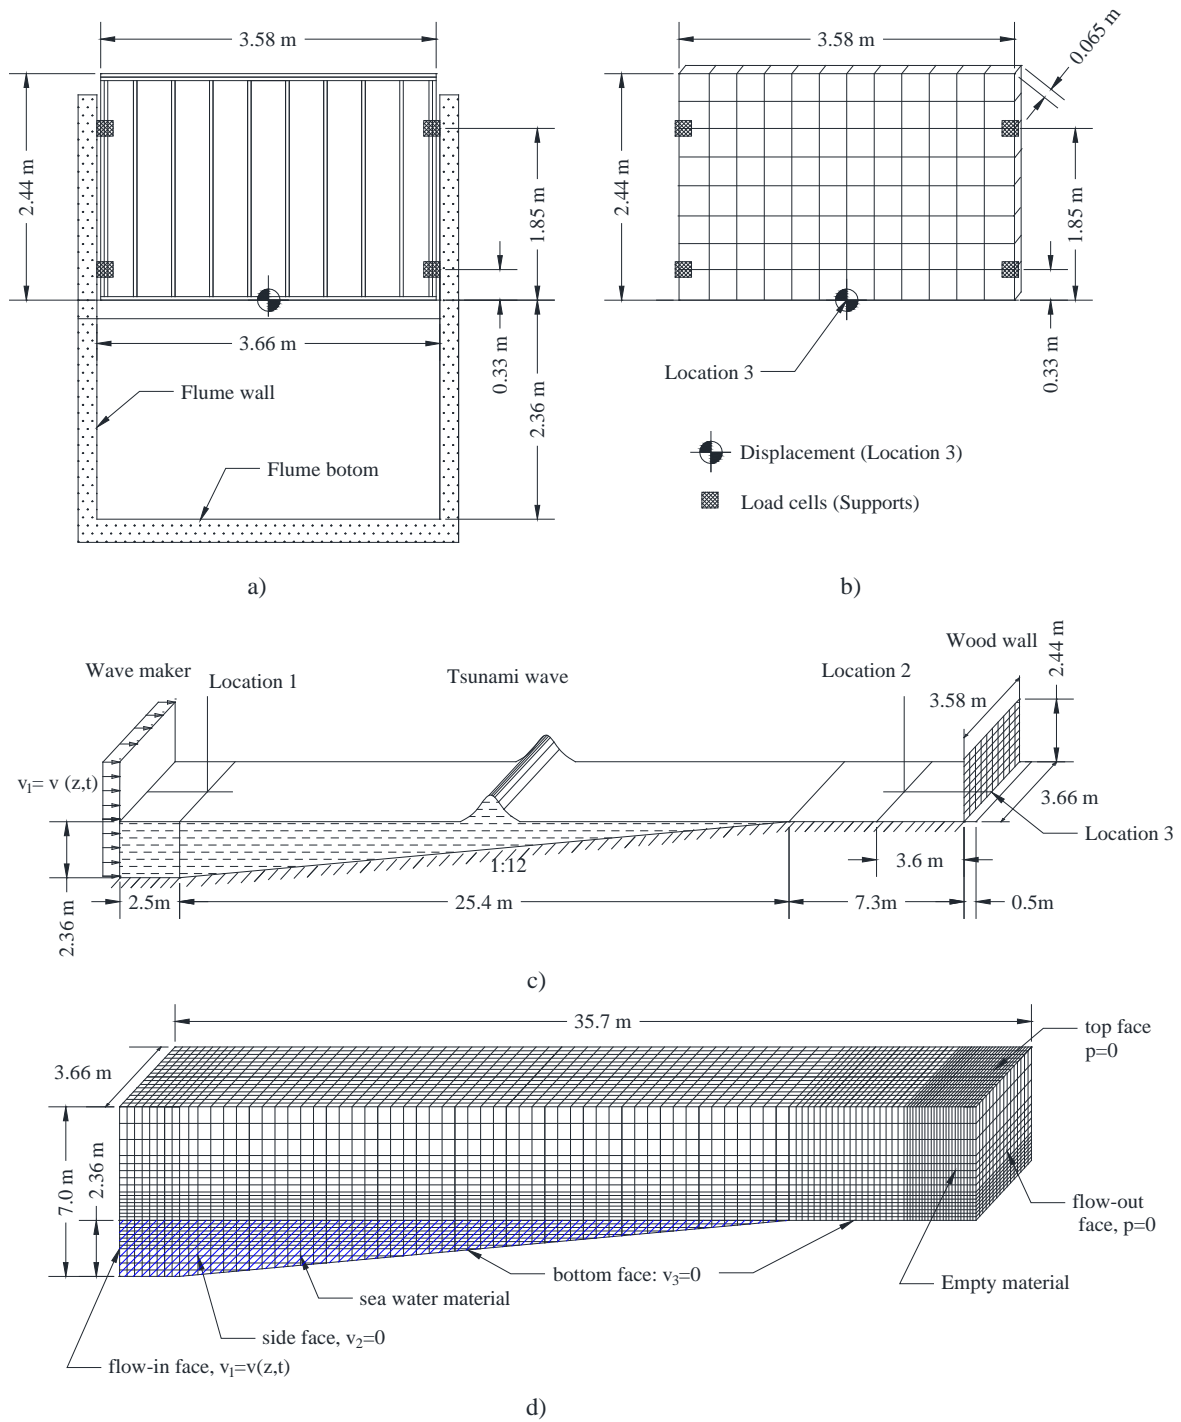 3.58 m
2.44 m
1.85 m
3.66 m
0.33 m
2.36 m
Flume wall
Flume botom
a)
3.58 m
0.065 m
2.44 m
1.85 m
0.33 m
Location 3
Displacement (Location 3)
Load cells (Supports)
b)
Wave maker
Location 1
Tsunami wave
Location 2
Wood wall
2.44 m
3.58 m
v1= v (z,t)
3.66 m
Location 3
1:12
3.6 m
2.36 m
2.5m
25.4 m
7.3m
0.5m
c)
35.7 m
top face
p=0
3.66 m
7.0 m
2.36 m
flow-out
face, p=0
bottom face: v3=0
Empty material
sea water material
side face, v2=0
flow-in face, v1=v(z,t)
d)